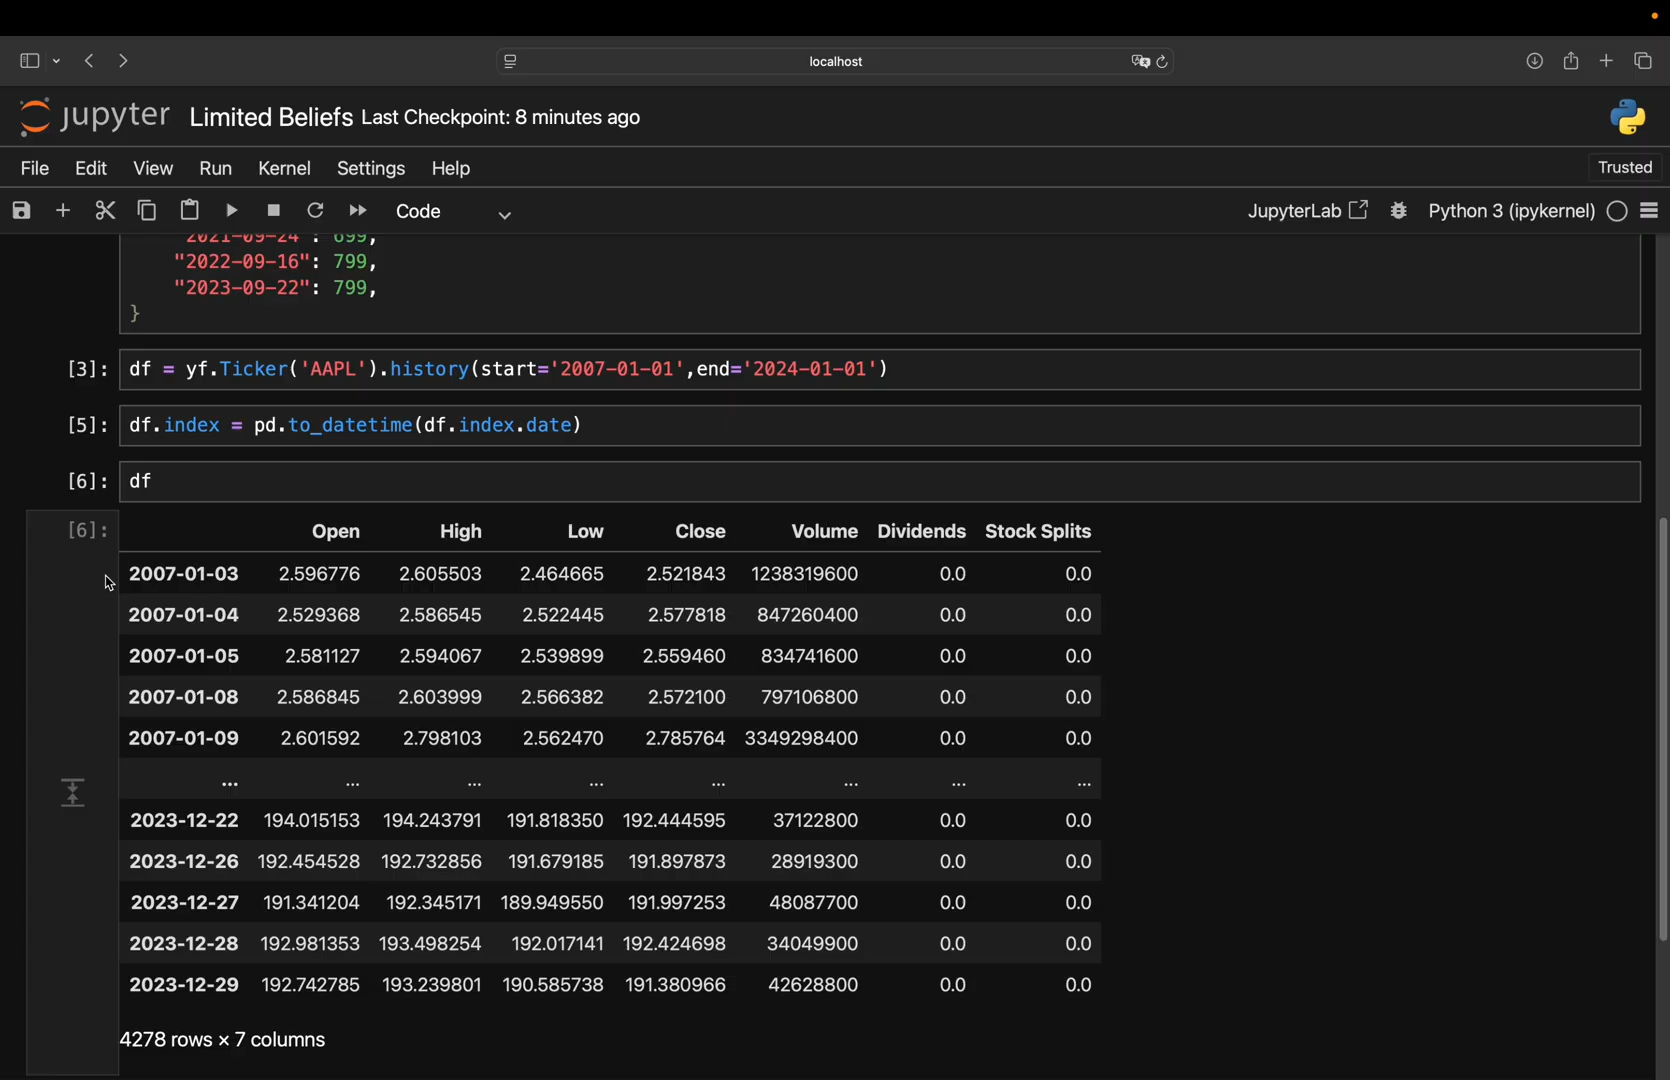 localhost
jupyter Limited Beliefs Last Checkpoint: 8 minutes ago
File Edit View Run Kernel Settings Help Trusted
Code JupyterLab Python 3 (ipykernel)
"2021-09-24": 699,
"2022-09-16": 799,
"2023-09-22": 799,
}
[3]: df = yf.Ticker('AAPL').history(start='2007-01-01',end='2024-01-01')
[5]: df.index = pd.to_datetime(df.index.date)
[6]: df
[6]: Open High Low Close Volume Dividends Stock Splits
2007-01-03 2.596776 2.605503 2.464665 2.521843 1238319600 0.0 0.0
2007-01-04 2.529368 2.586545 2.522445 2.577818 847260400 0.0 0.0
2007-01-05 2.581127 2.594067 2.539899 2.559460 834741600 0.0 0.0
2007-01-08 2.586845 2.603999 2.566382 2.572100 797106800 0.0 0.0
2007-01-09 2.601592 2.798103 2.562470 2.785764 3349298400 0.0 0.0
... ... ... ... ... ... ... ...
2023-12-22 194.015153 194.243791 191.818350 192.444595 37122800 0.0 0.0
2023-12-26 192.454528 192.732856 191.679185 191.897873 28919300 0.0 0.0
2023-12-27 191.341204 192.345171 189.949550 191.997253 48087700 0.0 0.0
2023-12-28 192.981353 193.498254 192.017141 192.424698 34049900 0.0 0.0
2023-12-29 192.742785 193.239801 190.585738 191.380966 42628800 0.0 0.0
4278 rows × 7 columns